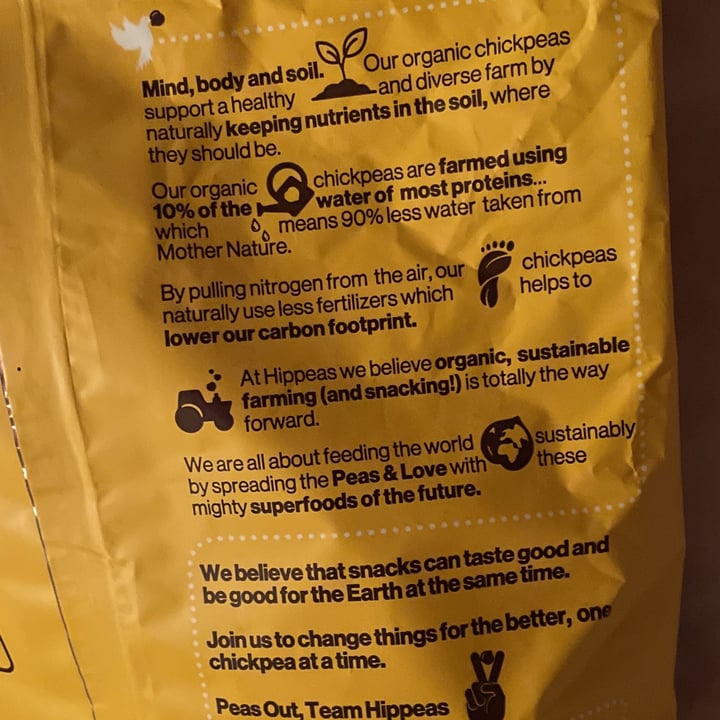 Mind, body and soil. Our organic chickpeas
support a healthy and diverse farm by
naturally keeping nutrients in the soil, where
they should be.
Our organic chickpeas are farmed using
10% of the water of most proteins...
which means 90% less water taken from
Mother Nature.
By pulling nitrogen from the air, our chickpeas
naturally use less fertilizers which helps to
lower our carbon footprint.
At Hippeas we believe organic, sustainable
farming (and snacking!) is totally the way
forward.
We are all about feeding the world sustainably
by spreading the Peas & Love with these
mighty superfoods of the future.
We believe that snacks can taste good and
be good for the Earth at the same time.
Join us to change things for the better, one
chickpea at a time.
Peas Out, Team Hippeas